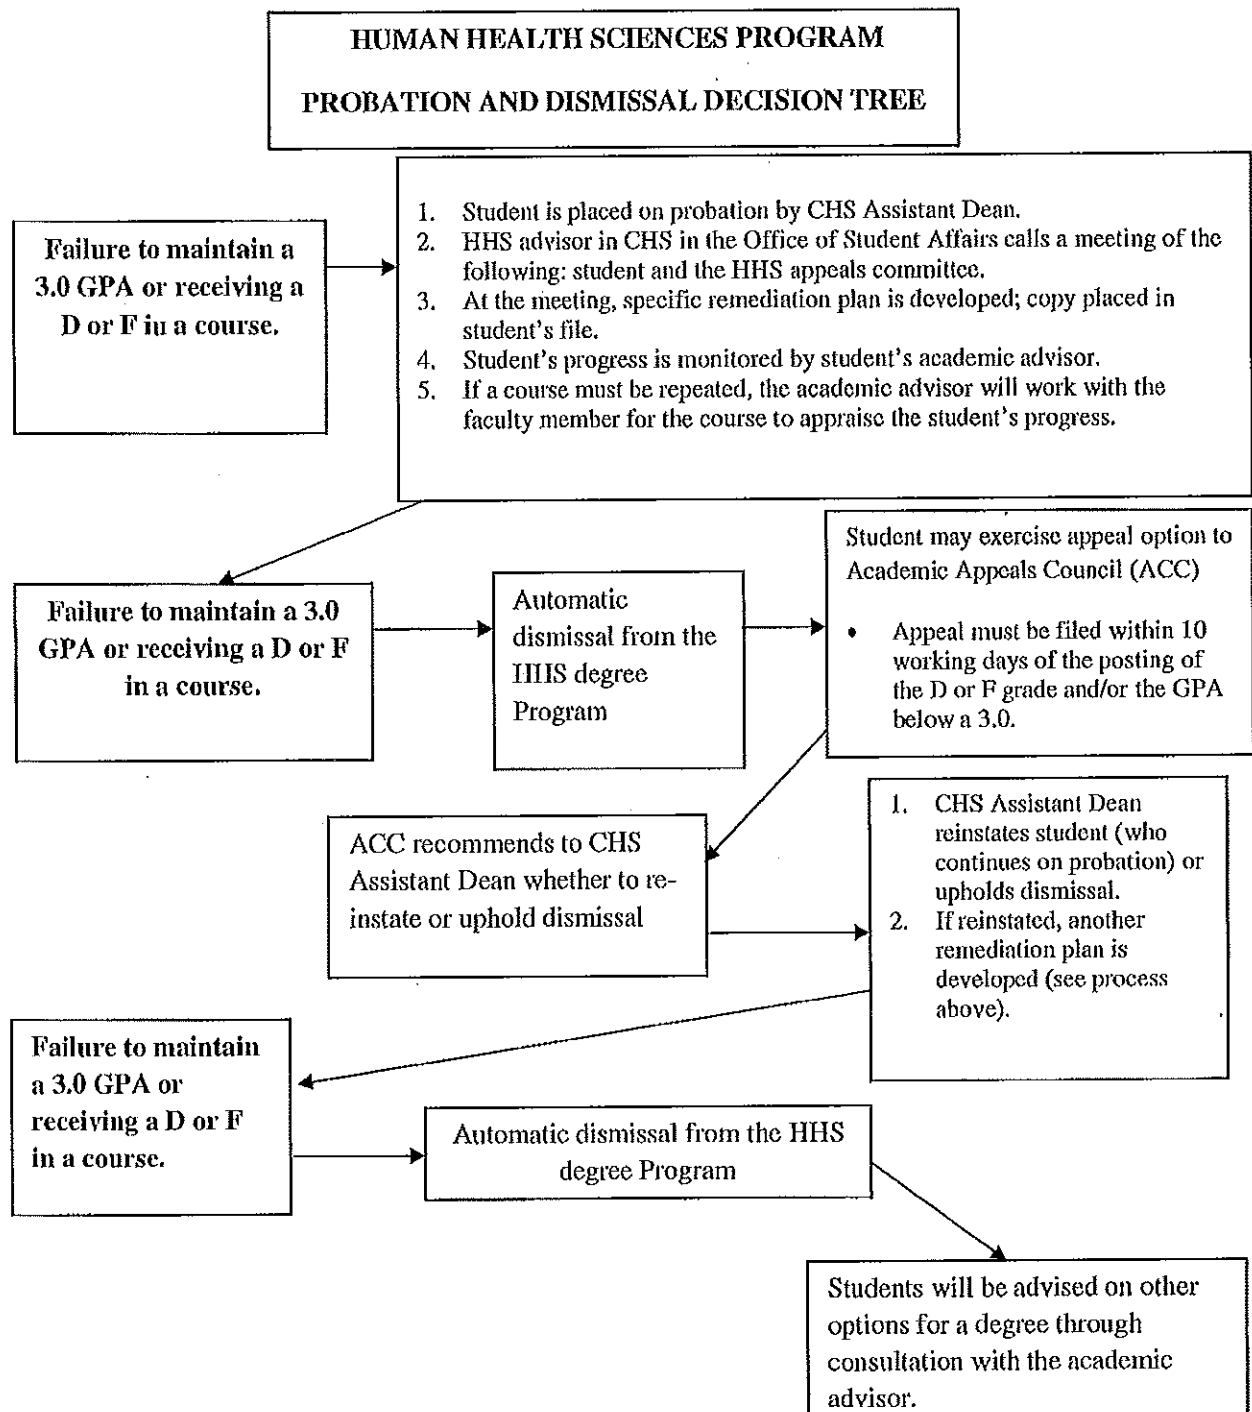 HUMAN HEALTH SCIENCES PROGRAM
PROBATION AND DISMISSAL DECISION TREE
Failure to maintain a
3.0 GPA or receiving a
D or F in a course.
1. Student is placed on probation by CHS Assistant Dean.
2. HHS advisor in CHS in the Office of Student Affairs calls a meeting of the
following: student and the HHS appeals committee.
3. At the meeting, specific remediation plan is developed; copy placed in
student's file.
4. Student's progress is monitored by student's academic advisor.
5. If a course must be repeated, the academic advisor will work with the
faculty member for the course to appraise the student's progress.
Failure to maintain a 3.0
GPA or receiving a D or F
in a course.
Automatic
dismissal from the
HHS degree
Program
Student may exercise appeal option to
Academic Appeals Council (ACC)
• Appeal must be filed within 10
working days of the posting of
the D or F grade and/or the GPA
below a 3.0.
ACC recommends to CHS
Assistant Dean whether to re-
instate or uphold dismissal
1. CHS Assistant Dean
reinstates student (who
continues on probation) or
upholds dismissal.
2. If reinstated, another
remediation plan is
developed (see process
above).
Failure to maintain
a 3.0 GPA or
receiving a D or F
in a course.
Automatic dismissal from the HHS
degree Program
Students will be advised on other
options for a degree through
consultation with the academic
advisor.